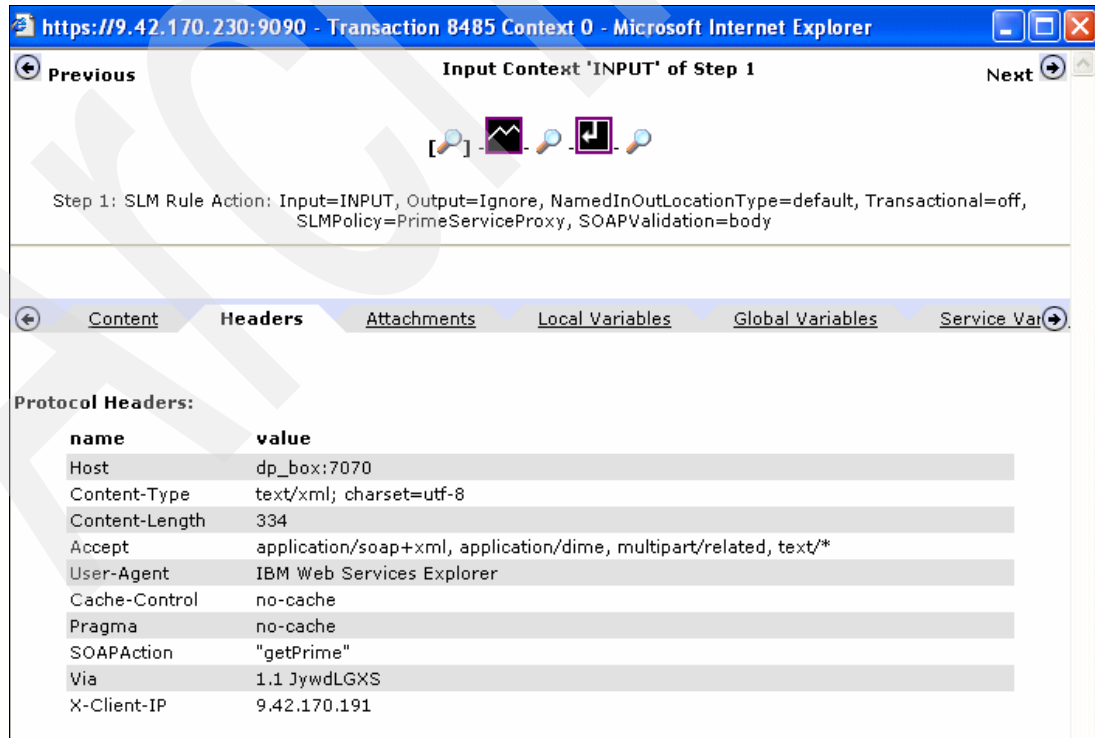 https://9.42.170.230:9090 - Transaction 8485 Context 0 - Microsoft Internet Explorer
Previous Input Context 'INPUT' of Step 1 Next
[ ] - - - -
Step 1: SLM Rule Action: Input=INPUT, Output=Ignore, NamedInOutLocationType=default, Transactional=off,
SLMPolicy=PrimeServiceProxy, SOAPValidation=body
Content Headers Attachments Local Variables Global Variables Service Var
Protocol Headers:
name value
Host dp_box:7070
Content-Type text/xml; charset=utf-8
Content-Length 334
Accept application/soap+xml, application/dime, multipart/related, text/*
User-Agent IBM Web Services Explorer
Cache-Control no-cache
Pragma no-cache
SOAPAction "getPrime"
Via 1.1 JywdLGXS
X-Client-IP 9.42.170.191